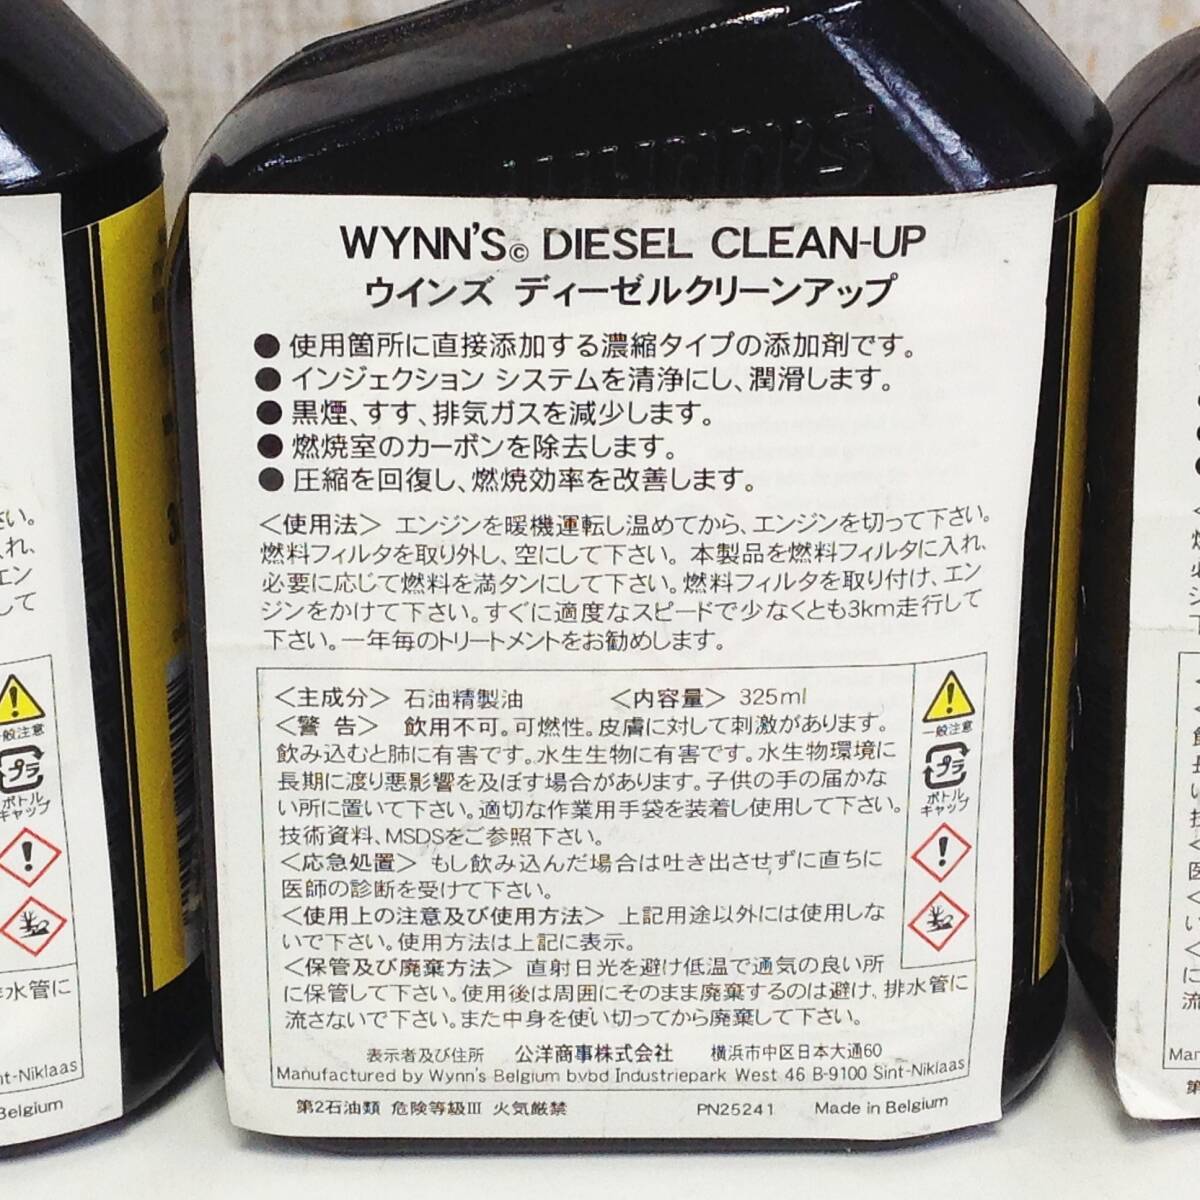 WYNN'S
WYNN'S© DIESEL CLEAN-UP
ウインズ ディーゼルクリーンアップ
● 使用箇所に直接添加する濃縮タイプの添加剤です。
● インジェクション システムを清浄にし、潤滑します。
● 黒煙、すす、排気ガスを減少します。
● 燃焼室のカーボンを除去します。
● 圧縮を回復し、燃焼効率を改善します。
＜使用法＞ エンジンを暖機運転し温めてから、エンジンを切って下さい。
燃料フィルタを取り外し、空にして下さい。本製品を燃料フィルタに入れ、
必要に応じて燃料を満タンにして下さい。燃料フィルタを取り付け、エン
ジンをかけて下さい。すぐに適度なスピードで少なくとも3km走行して
下さい。一年毎のトリートメントをお勧めします。
＜主成分＞ 石油精製油 ＜内容量＞ 325ml
＜警 告＞ 飲用不可。可燃性。皮膚に対して刺激があります。
飲み込むと肺に有害です。水生生物に有害です。水生物環境に
長期に渡り悪影響を及ぼす場合があります。子供の手の届かな
い所に置いて下さい。適切な作業用手袋を装着し使用して下さい。
技術資料、MSDSをご参照下さい。
＜応急処置＞ もし飲み込んだ場合は吐き出させずに直ちに
医師の診断を受けて下さい。
＜使用上の注意及び使用方法＞ 上記用途以外には使用しな
いで下さい。使用方法は上記に表示。
＜保管及び廃棄方法＞ 直射日光を避け低温で通気の良い所
に保管して下さい。使用後は周囲にそのまま廃棄するのは避け、排水管に
流さないで下さい。また中身を使い切ってから廃棄して下さい。
一般注意
プラ
ボトル
キャップ
表示者及び住所 公洋商事株式会社 横浜市中区日本大通60
Manufactured by Wynn's Belgium bvbd Industriepark West 46 B-9100 Sint-Niklaas
第2石油類 危険等級III 火気厳禁 PN25241 Made in Belgium
さい。
れ、
エン
して
一般注意
プラ
ボトル
キャップ
排水管に
nt-Niklaas
Belgium